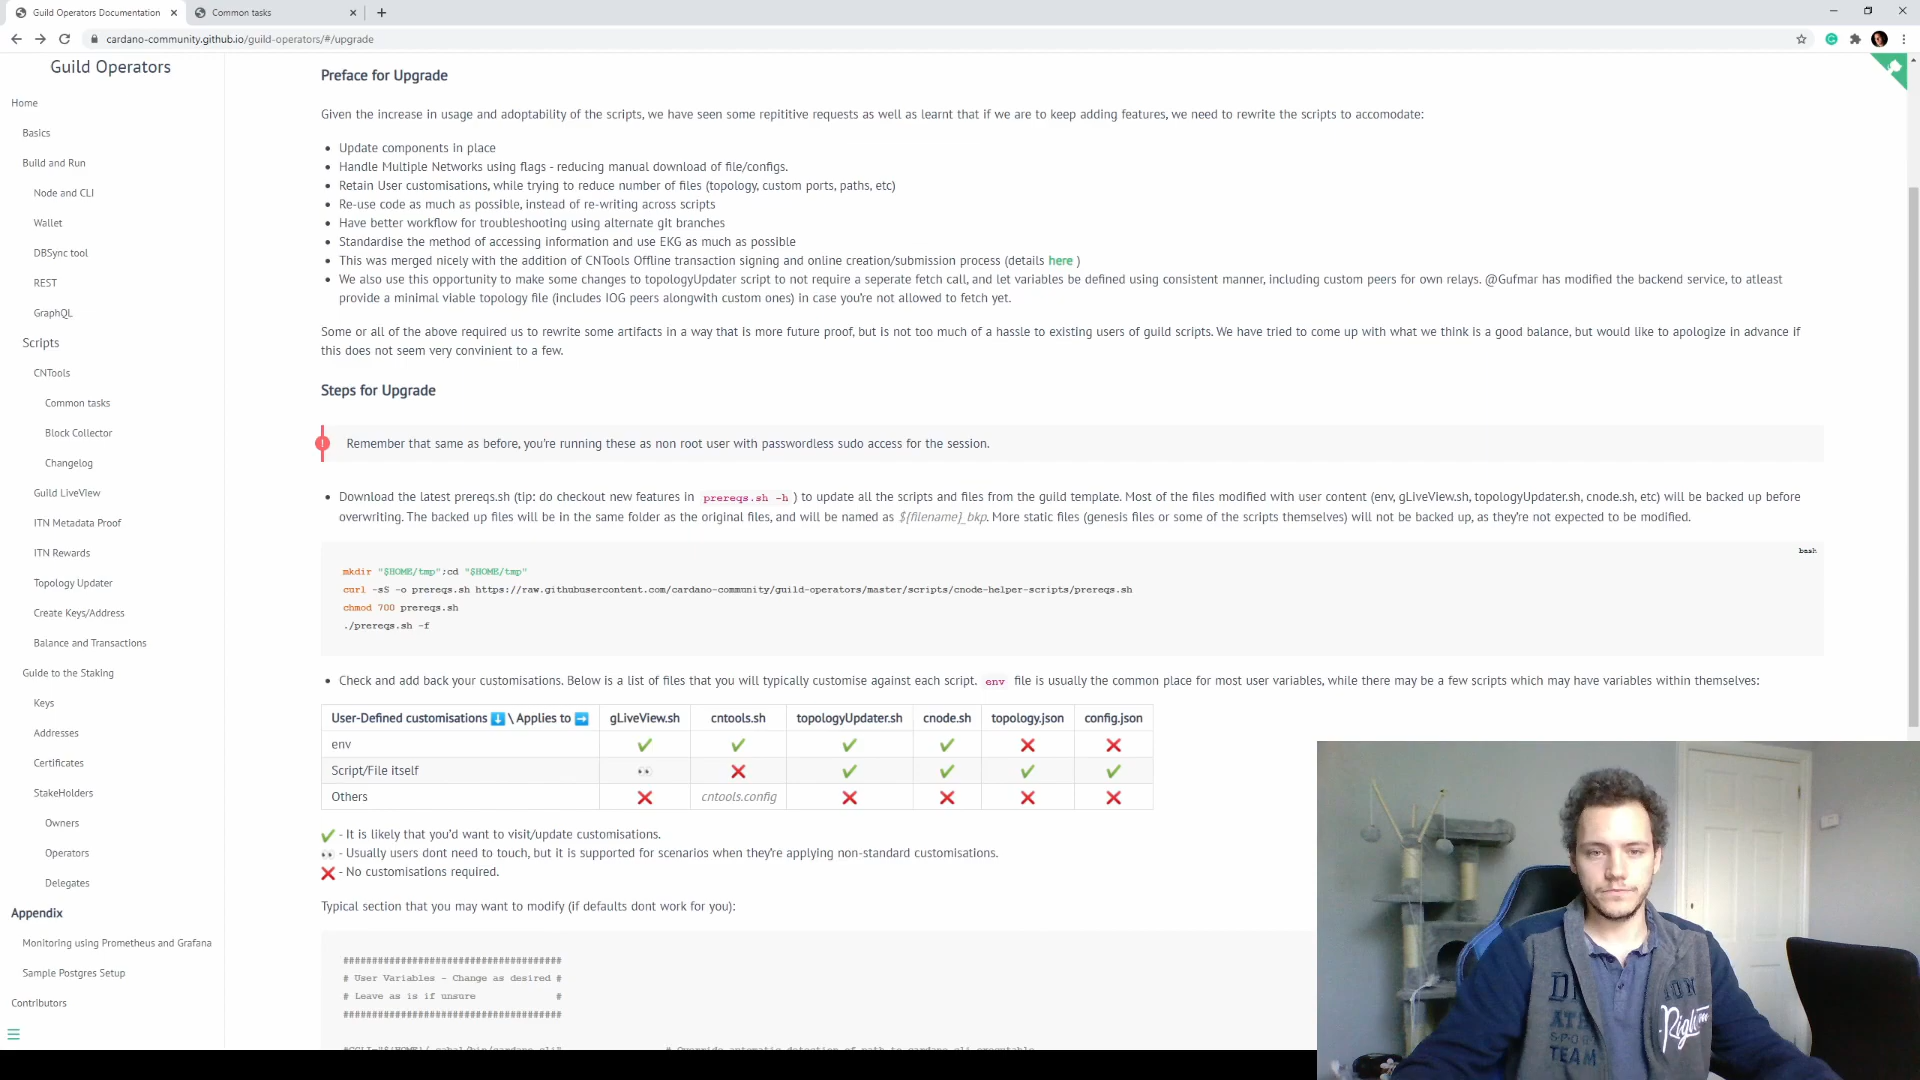 Guild Operators Documentation
Common tasks
cardano-community.github.io/guild-operators/#/upgrade
Guild Operators
Home
Basics
Build and Run
Node and CLI
Wallet
DBSync tool
REST
GraphQL
Scripts
CNTools
Common tasks
Block Collector
Changelog
Guild LiveView
ITN Metadata Proof
ITN Rewards
Topology Updater
Create Keys/Address
Balance and Transactions
Guide to the Staking
Keys
Addresses
Certificates
StakeHolders
Owners
Operators
Delegates
Appendix
Monitoring using Prometheus and Grafana
Sample Postgres Setup
Contributors
Preface for Upgrade
Given the increase in usage and adoptability of the scripts, we have seen some repititive requests as well as learnt that if we are to keep adding features, we need to rewrite the scripts to accomodate:
Update components in place
Handle Multiple Networks using flags - reducing manual download of file/configs.
Retain User customisations, while trying to reduce number of files (topology, custom ports, paths, etc)
Re-use code as much as possible, instead of re-writing across scripts
Have better workflow for troubleshooting using alternate git branches
Standardise the method of accessing information and use EKG as much as possible
This was merged nicely with the addition of CNTools Offline transaction signing and online creation/submission process (details here )
We also use this opportunity to make some changes to topologyUpdater script to not require a seperate fetch call, and let variables be defined using consistent manner, including custom peers for own relays. @Gufmar has modified the backend service, to atleast
provide a minimal viable topology file (includes IOG peers alongwith custom ones) in case you're not allowed to fetch yet.
Some or all of the above required us to rewrite some artifacts in a way that is more future proof, but is not too much of a hassle to existing users of guild scripts. We have tried to come up with what we think is a good balance, but would like to apologize in advance if
this does not seem very convinient to a few.
Steps for Upgrade
Remember that same as before, you're running these as non root user with passwordless sudo access for the session.
Download the latest prereqs.sh (tip: do checkout new features in prereqs.sh -h ) to update all the scripts and files from the guild template. Most of the files modified with user content (env, gLiveView.sh, topologyUpdater.sh, cnode.sh, etc) will be backed up before
overwriting. The backed up files will be in the same folder as the original files, and will be named as ${filename}_bkp. More static files (genesis files or some of the scripts themselves) will not be backed up, as they're not expected to be modified.
bash
mkdir "$HOME/tmp";cd "$HOME/tmp"
curl -sS -o prereqs.sh https://raw.githubusercontent.com/cardano-community/guild-operators/master/scripts/cnode-helper-scripts/prereqs.sh
chmod 700 prereqs.sh
./prereqs.sh -f
Check and add back your customisations. Below is a list of files that you will typically customise against each script. env file is usually the common place for most user variables, while there may be a few scripts which may have variables within themselves:
User-Defined customisations ⬇️ \ Applies to ➡️ gLiveView.sh cntools.sh topologyUpdater.sh cnode.sh topology.json config.json
env ✔ ✔ ✔ ✔ ❌ ❌
Script/File itself 👀 ❌ ✔ ✔ ✔ ✔
Others ❌ cntools.config ❌ ❌ ❌ ❌
✔ - It is likely that you'd want to visit/update customisations.
👀 - Usually users dont need to touch, but it is supported for scenarios when they're applying non-standard customisations.
❌ - No customisations required.
Typical section that you may want to modify (if defaults dont work for you):
######################################
# User Variables - Change as desired #
# Leave as is if unsure #
######################################
Right
TEAM